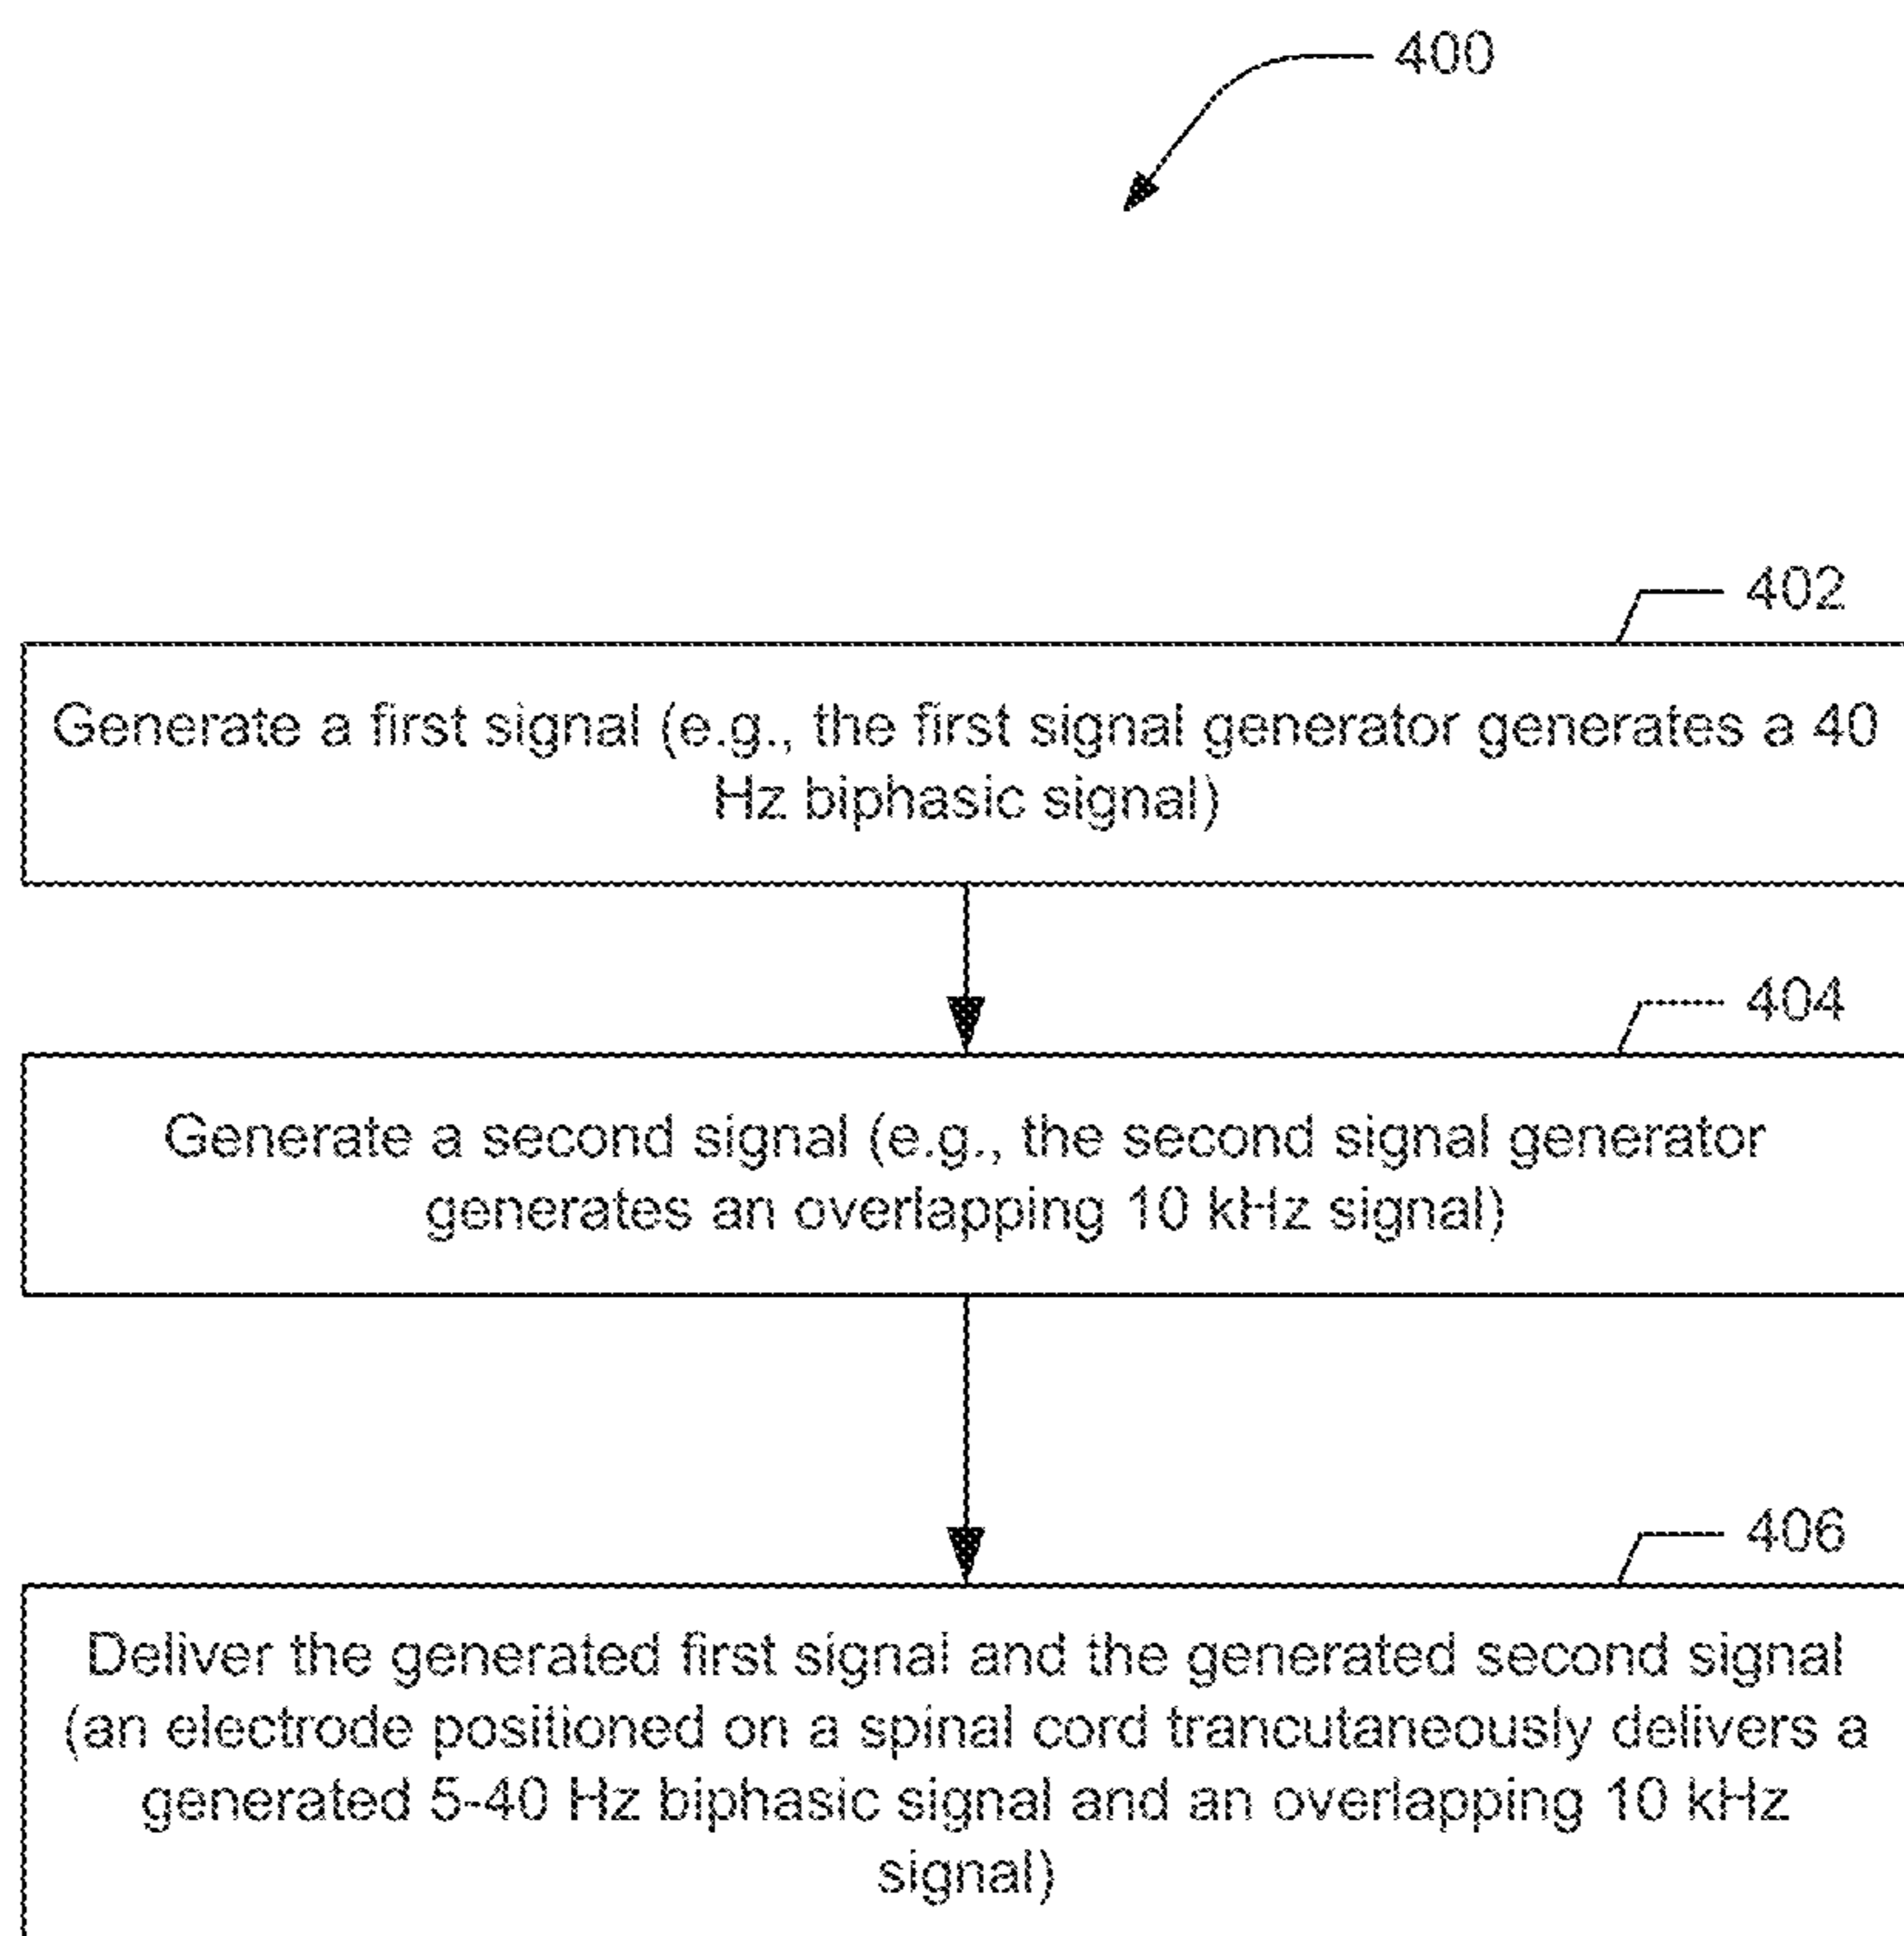 400
402
Generate a first signal (e.g., the first signal generator generates a 40
Hz biphasic signal)
404
Generate a second signal (e.g., the second signal generator
generates an overlapping 10 kHz signal)
406
Deliver the generated first signal and the generated second signal
(an electrode positioned on a spinal cord trancutaneously delivers a
generated 5-40 Hz biphasic signal and an overlapping 10 kHz
signal)